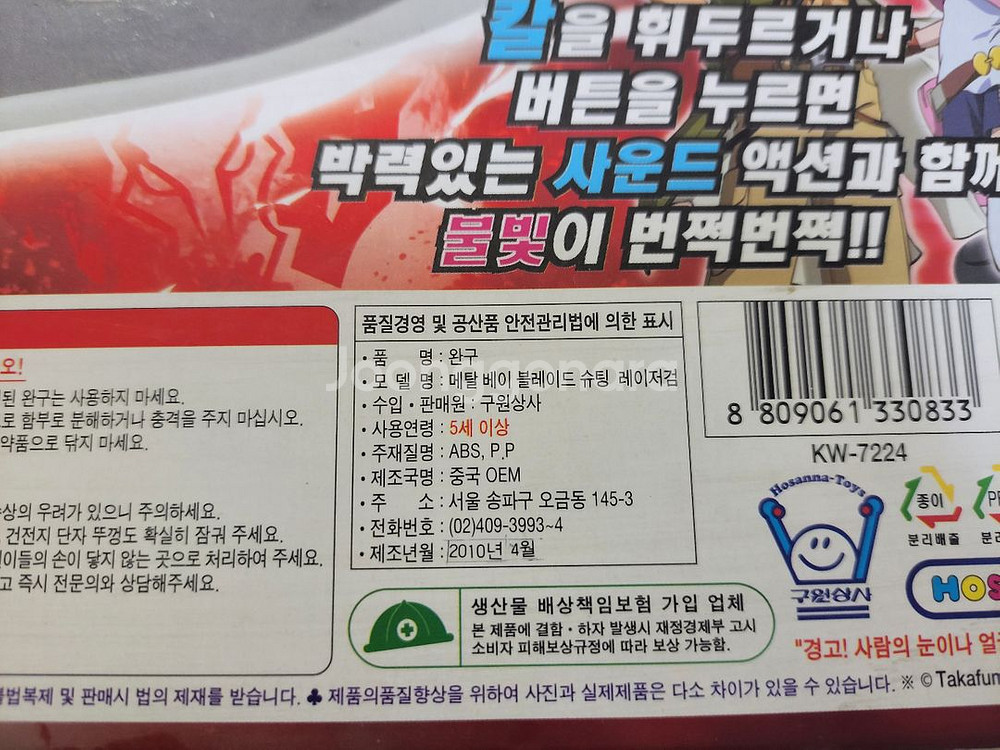 칼을 휘두르거나
버튼을 누르면
박력있는 사운드 액션과 함께
불빛이 번쩍번쩍!!
오!
된 완구는 사용하지 마세요.
로 함부로 분해하거나 충격을 주지 마십시오.
약품으로 닦지 마세요.
상의 우려가 있으니 주의하세요.
건전지 단자 뚜껑도 확실히 잠궈 주세요.
이들의 손이 닿지 않는 곳으로 처리하여 주세요.
고 즉시 전문의와 상담해주세요.
품질경영 및 공산품 안전관리법에 의한 표시
• 품 명 : 완구
• 모 델 명 : 메탈 베이 블레이드 슈팅 레이저검
• 수입 • 판매원 : 구원상사
• 사용연령 : 5세 이상
• 주재질명 : ABS, P.P
• 제조국명 : 중국 OEM
• 주 소 : 서울 송파구 오금동 145-3
• 전화번호 : (02)409-3993~4
• 제조년월 : 2010년 4월
Joonggonara
8 809061 330833
KW-7224
Hosanna-Toys
구원상사
종이
분리배출
PP
분리
HOS
생산물 배상책임보험 가입 업체
본 제품에 결함 • 하자 발생시 재정경제부 고시
소비자 피해보상규정에 따라 보상 가능함.
"경고! 사람의 눈이나 얼굴
불법복제 및 판매시 법의 제재를 받습니다. ♣ 제품의품질향상을 위하여 사진과 실제제품은 다소 차이가 있을 수 있습니다. ※ © Takafum